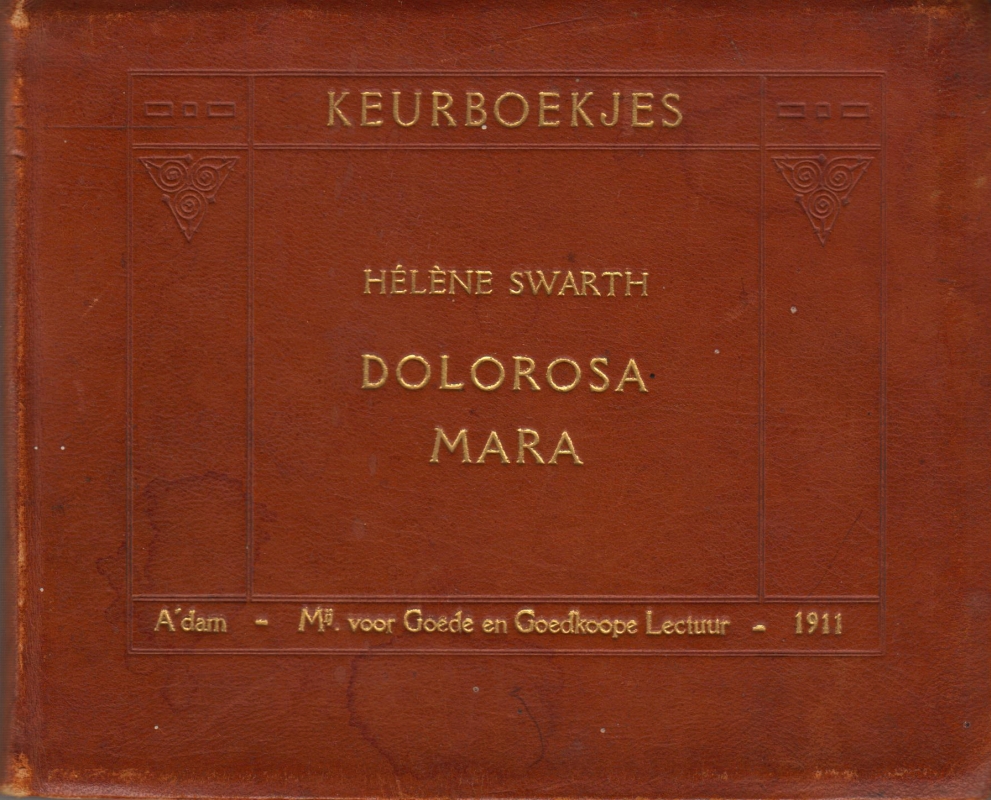 KEURBOEKJES
HÉLÈNE SWARTH
DOLOROSA
MARA
A'dam - Mij. voor Goede en Goedkoope Lectuur - 1911